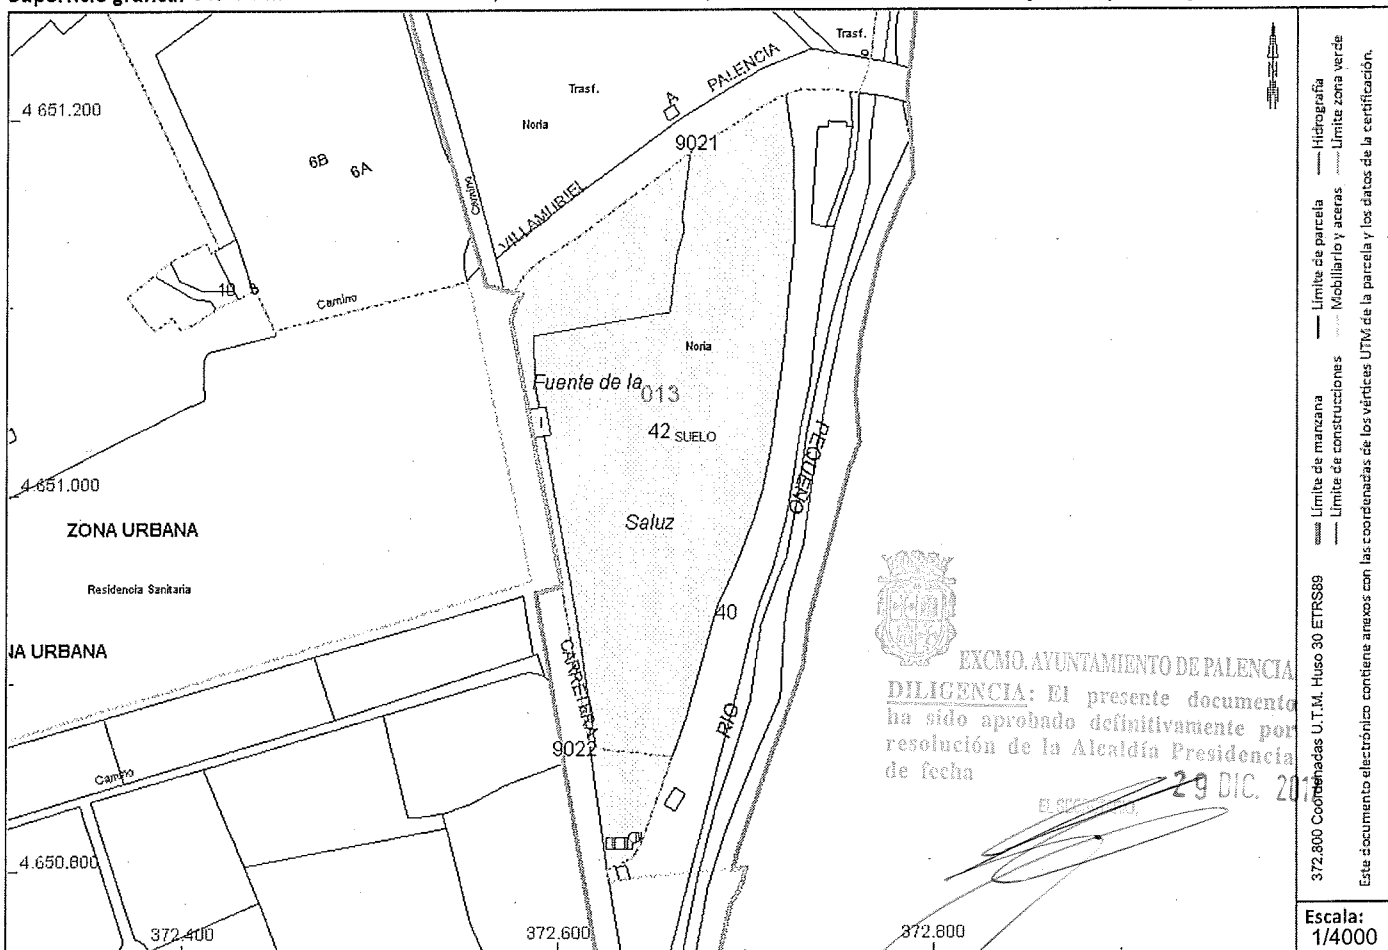 Superficie gráfica:
Trasf.
PALENCIA
4 651.200
Trasf.
A
Noria
9021
6B
6A
Camino
VILLAMURIEL
10
8
Camino
Noria
Fuente de la
013
I
42 SUELO
PEQUEÑO
4.651.000
ZONA URBANA
Saluz
Residencia Sanitaria
40
NA URBANA
CARRETERA
RIO
9022
Camino
4.650.800
372.400
372.600
372.800
EXCMO. AYUNTAMIENTO DE PALENCIA
DILIGENCIA: El presente documento
ha sido aprobado definitivamente por
resolución de la Alcaldía Presidencia
de fecha
29 DIC.
EL SECRETARIO,
372.800 Coordenadas U.T.M. Huso 30 ETRS89
Límite de manzana
Límite de parcela
Hidrografía
Límite de construcciones
Mobiliario y aceras
Límite zona verde
Este documento electrónico contiene anexos con las coordenadas de los vértices UTM de la parcela y los datos de la certificación.
Escala:
1/4000